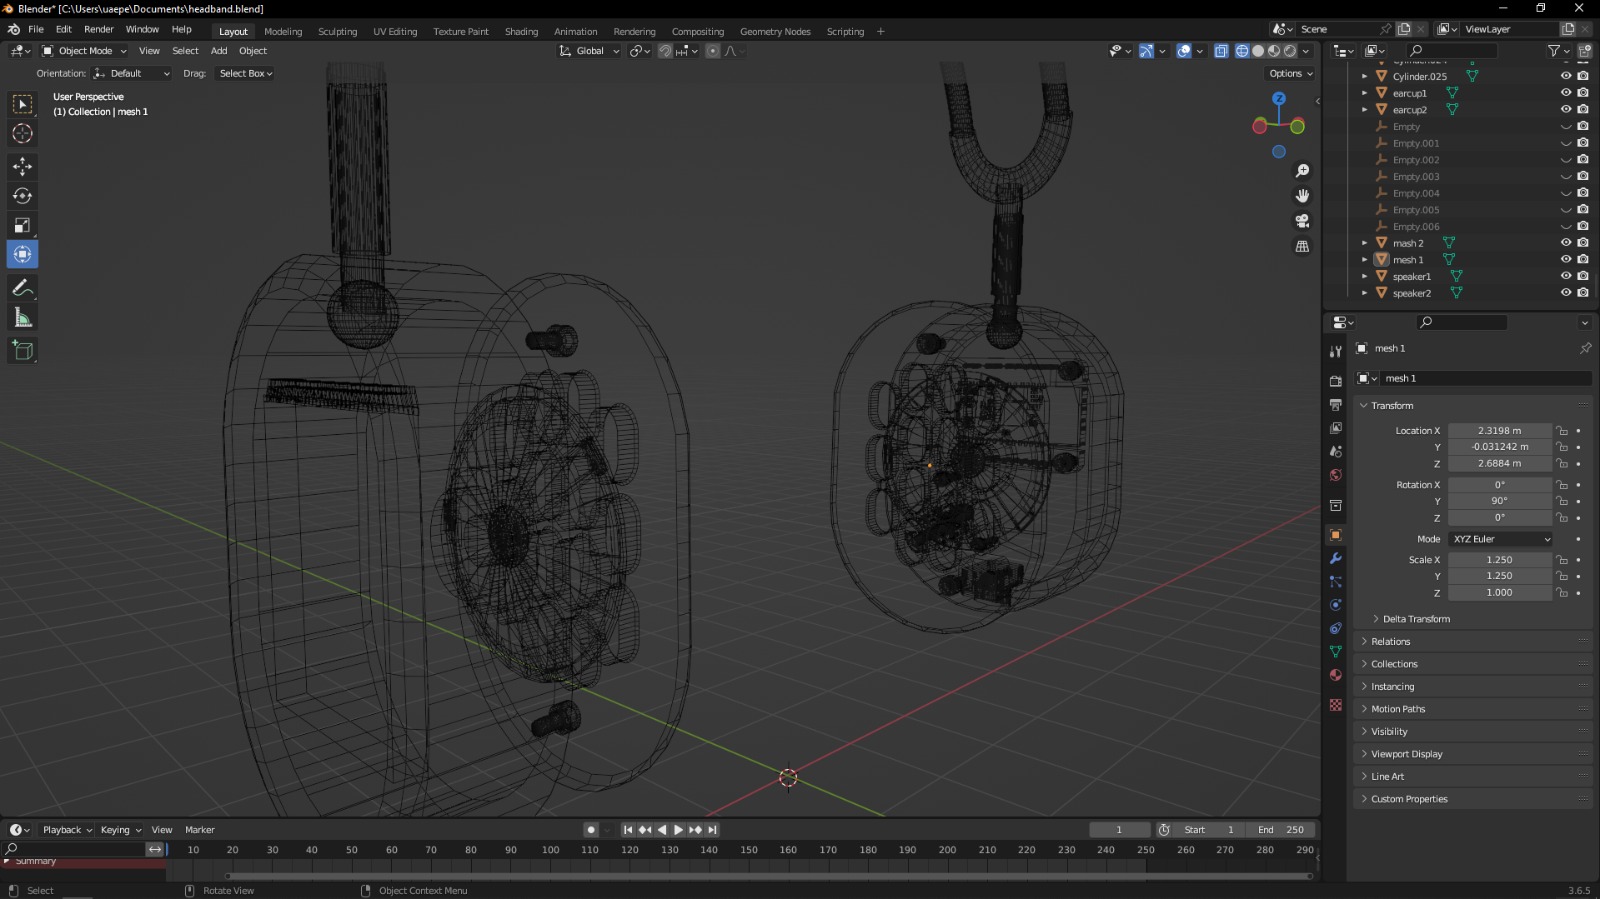 Blender* [C:\Users\uaepe\Documents\headband.blend]
File Edit Render Window Help Layout Modeling Sculpting UV Editing Texture Paint Shading Animation Rendering Compositing Geometry Nodes Scripting + Scene ViewLayer
Object Mode View Select Add Object Global
Orientation: Default Drag: Select Box Options
User Perspective
(1) Collection | mesh 1
Z
Cylinder.025
earcup1
earcup2
Empty
Empty.001
Empty.002
Empty.003
Empty.004
Empty.005
Empty.006
mash 2
mesh 1
speaker1
speaker2
mesh 1
mesh 1
Transform
Location X 2.3198 m
Y -0.031242 m
Z 2.6884 m
Rotation X 0°
Y 90°
Z 0°
Mode XYZ Euler
Scale X 1.250
Y 1.250
Z 1.000
Delta Transform
Relations
Collections
Instancing
Motion Paths
Visibility
Viewport Display
Line Art
Custom Properties
Playback Keying View Marker 1 Start 1 End 250
10 20 30 40 50 60 70 80 90 100 110 120 130 140 150 160 170 180 190 200 210 220 230 240 250 260 270 280 290
Summary
Select Rotate View Object Context Menu 3.6.5